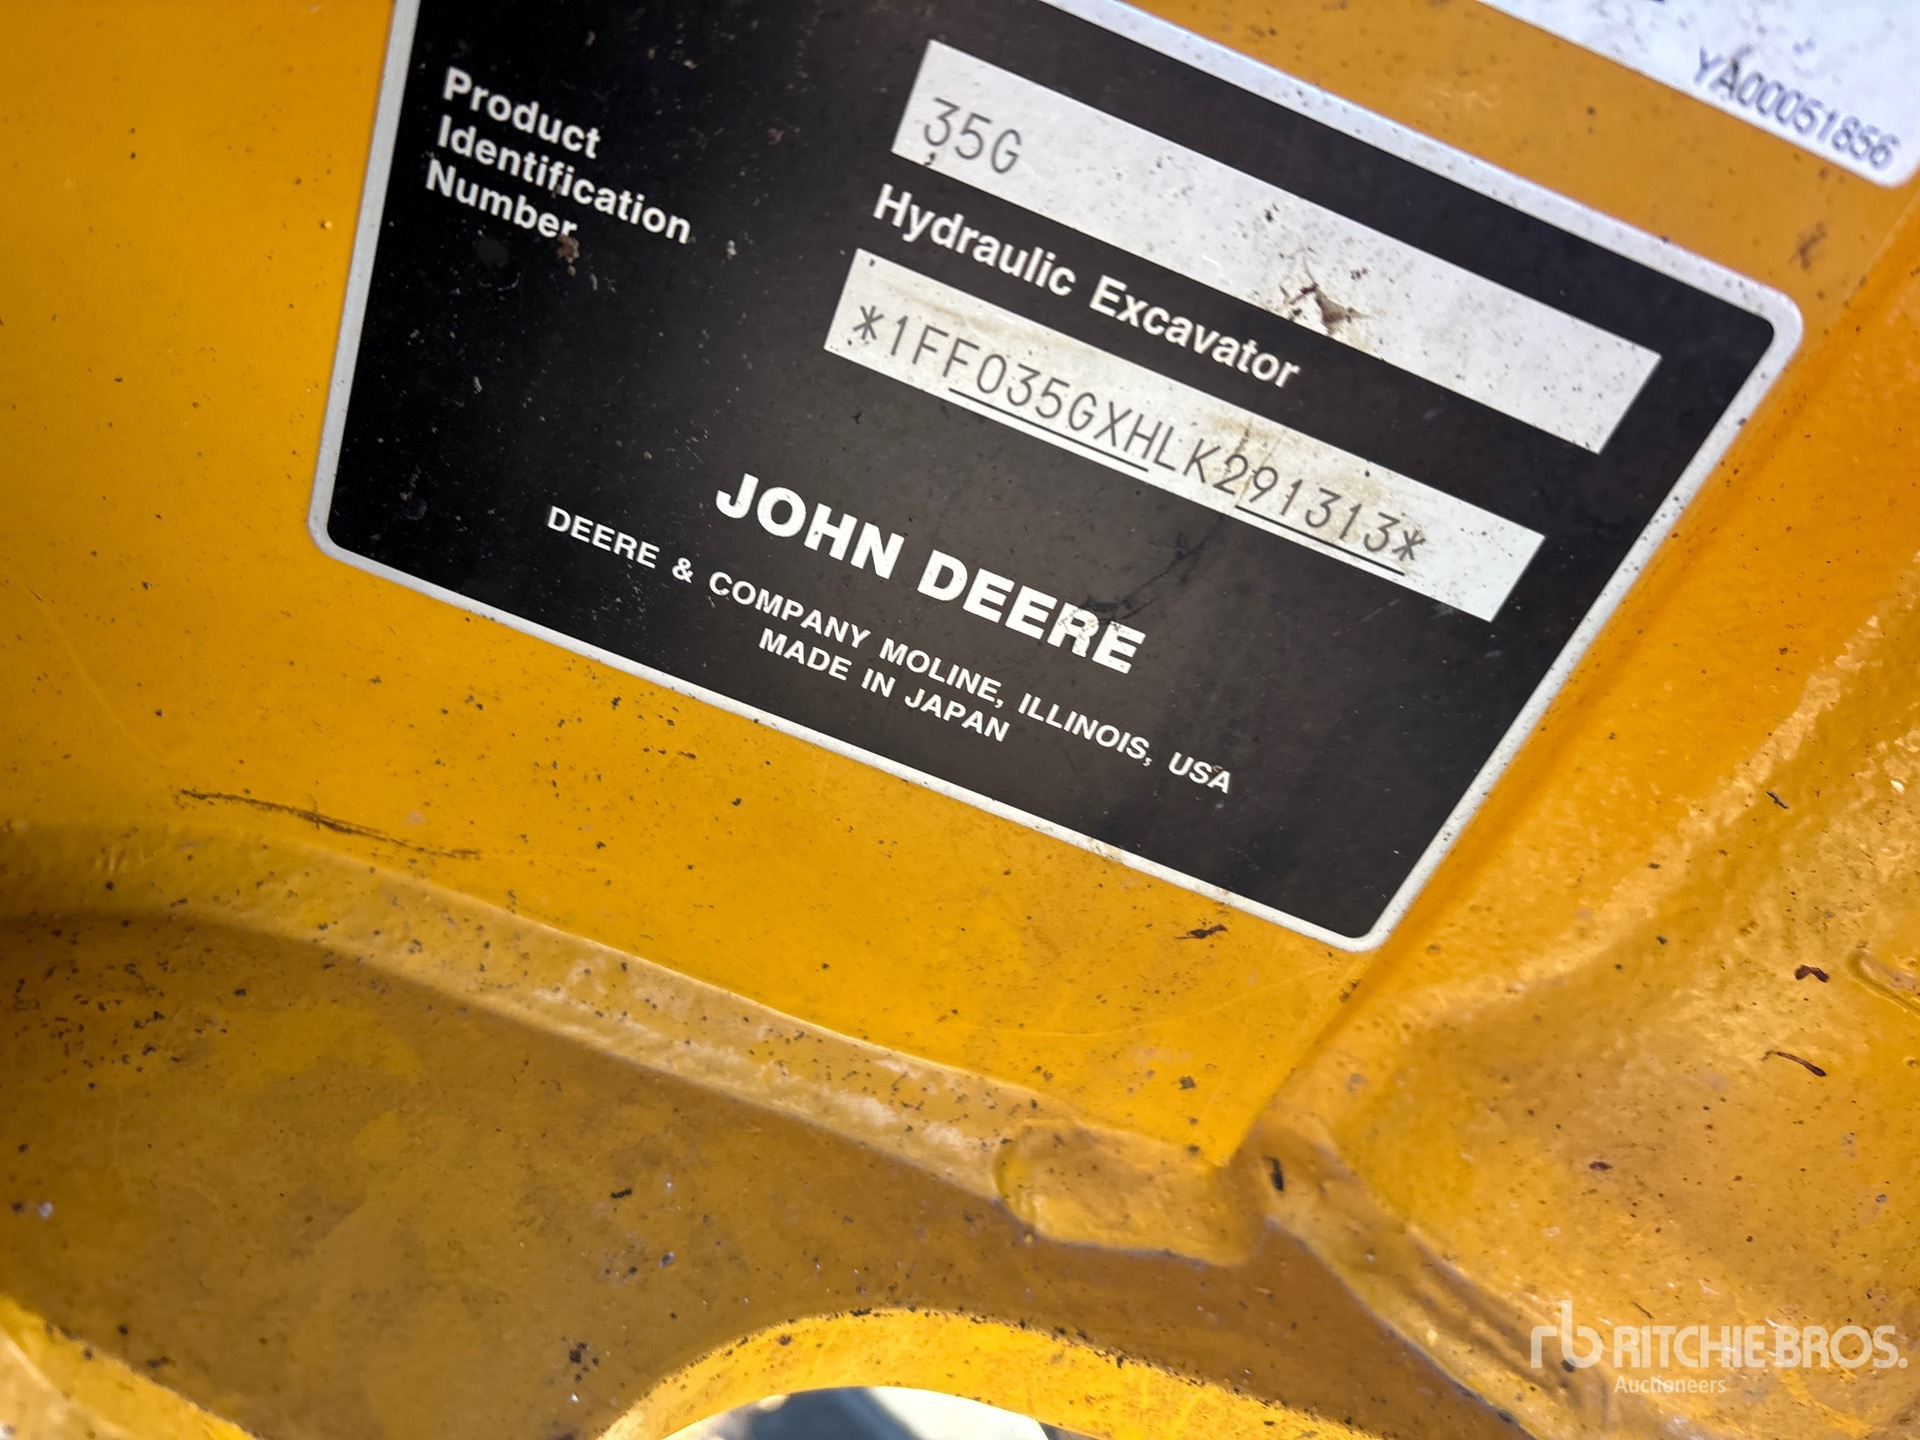 YA00051856
Product
Identification
Number
35G
Hydraulic Excavator
*1FF035GXHLK291313*
JOHN DEERE
DEERE & COMPANY MOLINE, ILLINOIS, USA
MADE IN JAPAN
rb RITCHIE BROS.
Auctioneers